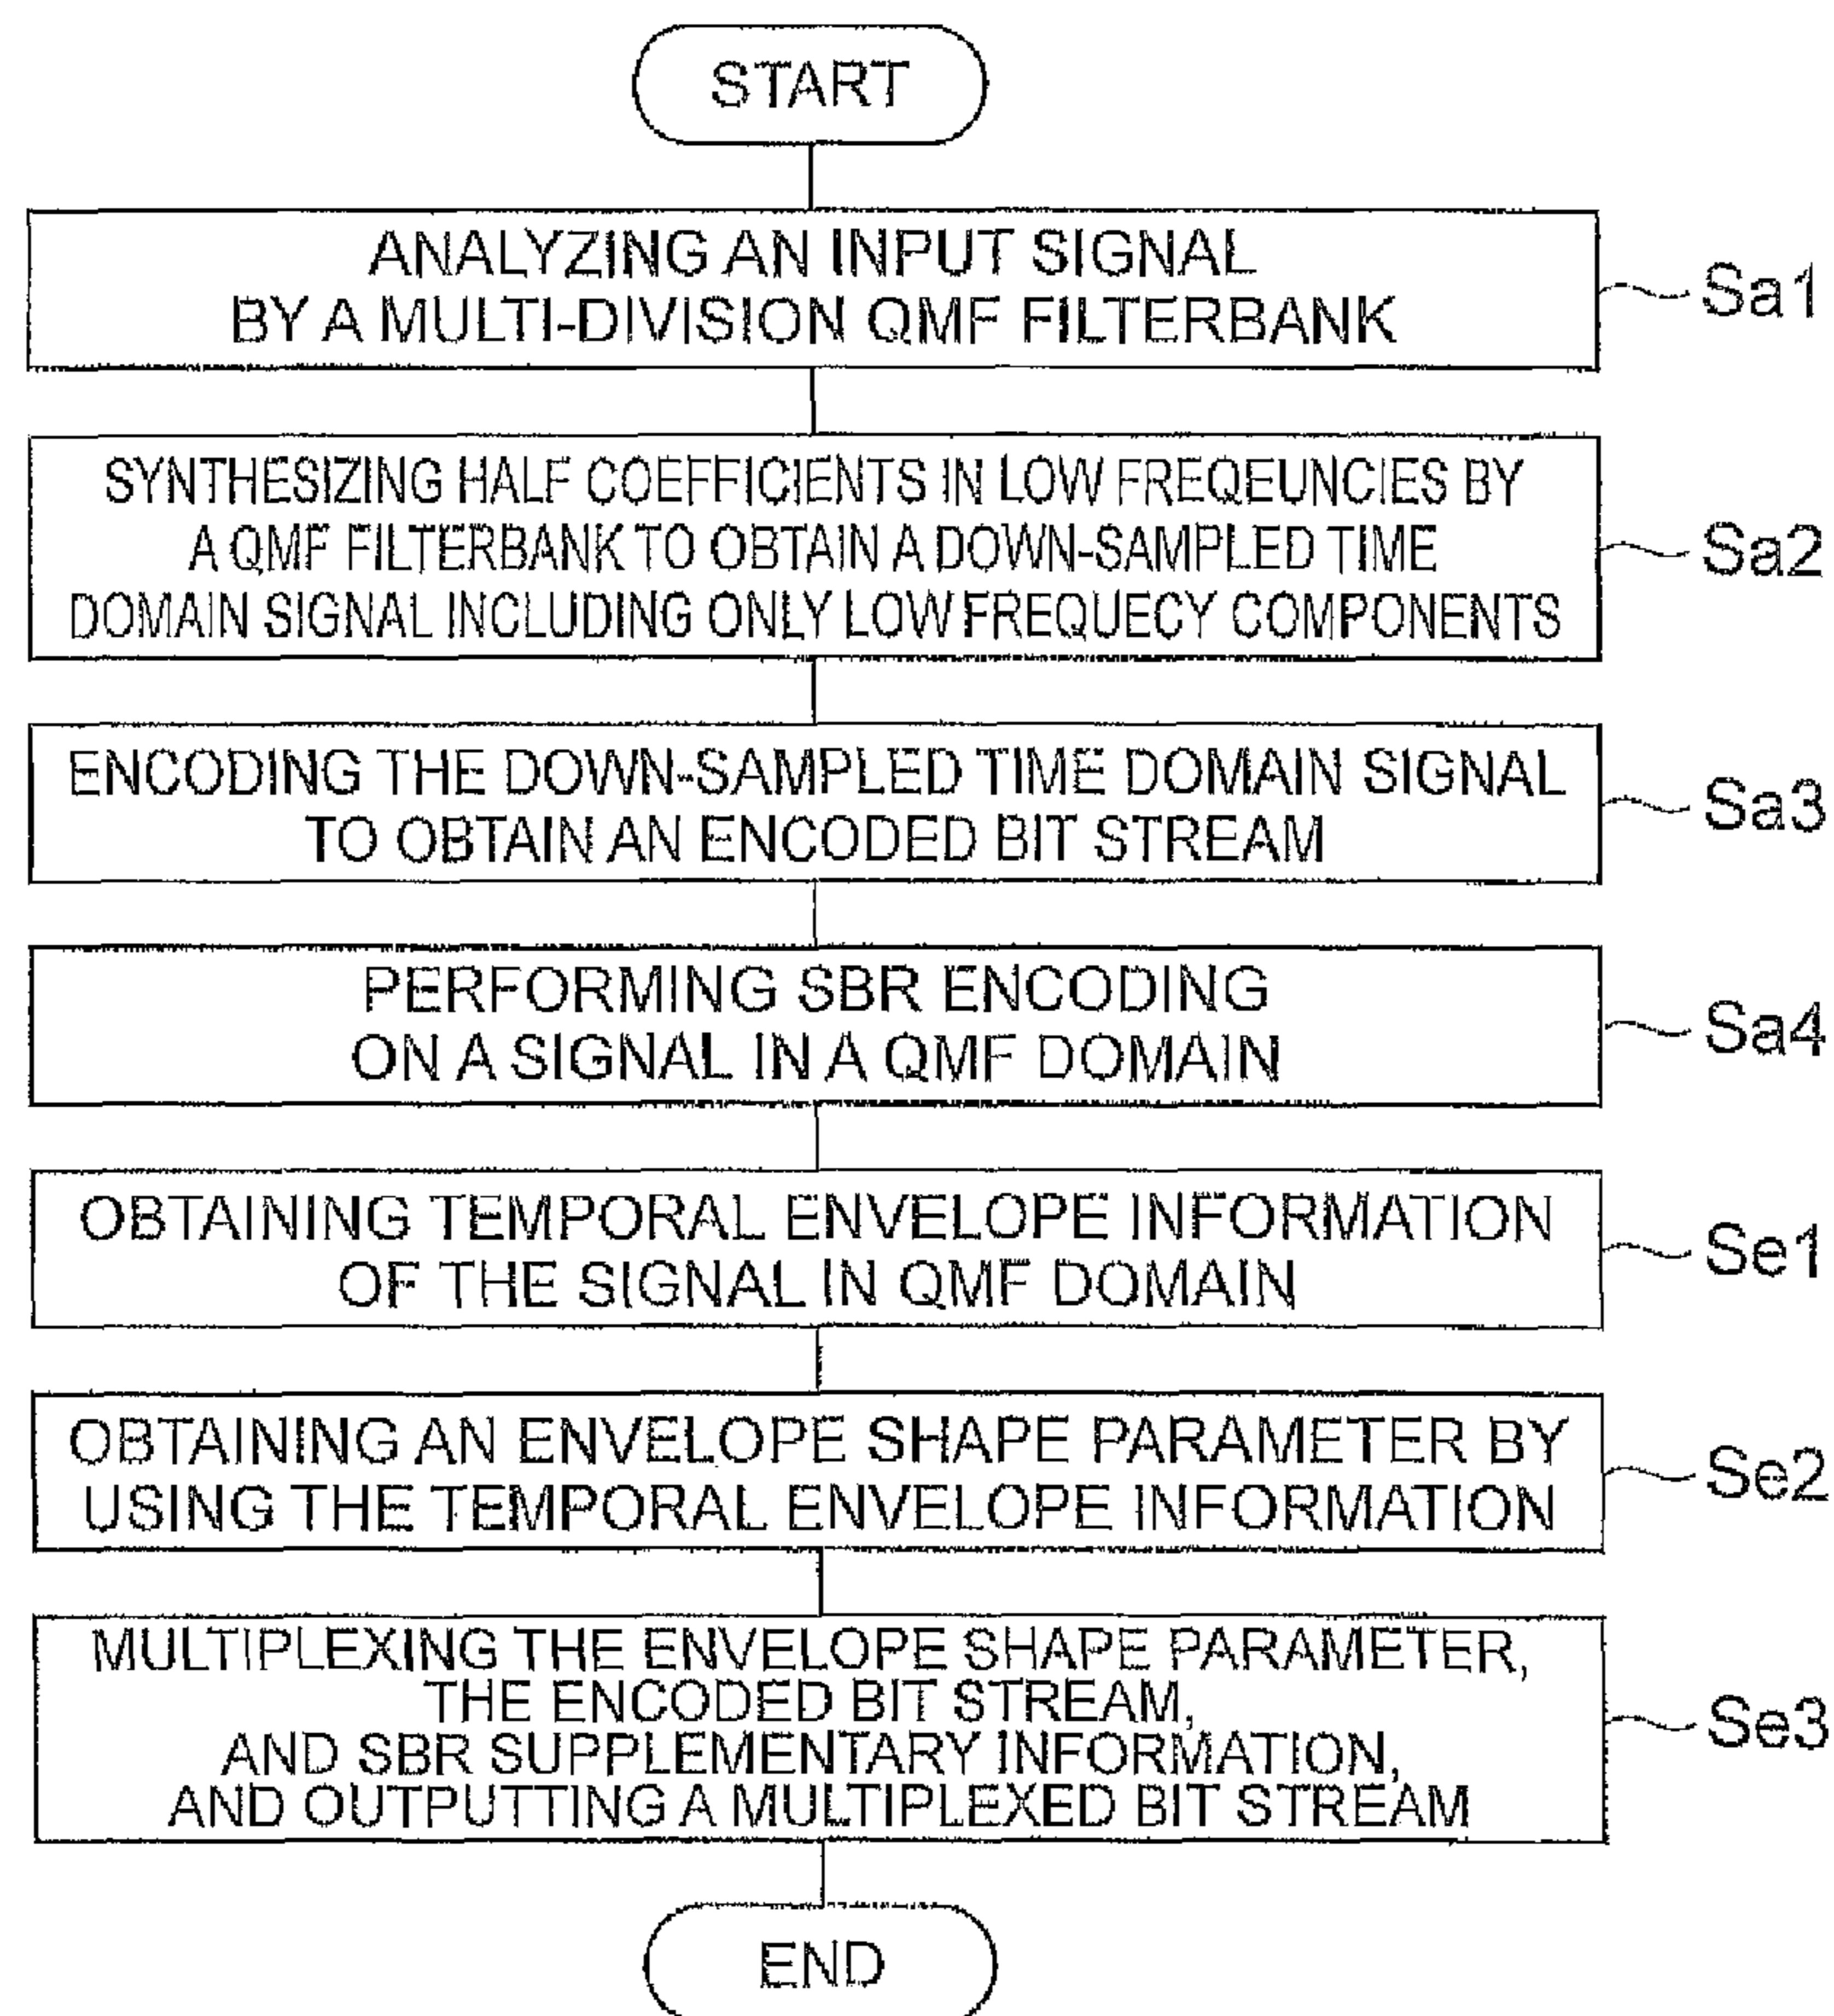 START
ANALYZING AN INPUT SIGNAL
BY A MULTI-DIVISION QMF FILTERBANK
Sa1
SYNTHESIZING HALF COEFFICIENTS IN LOW FREQEUNCIES BY
A QMF FILTERBANK TO OBTAIN A DOWN-SAMPLED TIME
DOMAIN SIGNAL INCLUDING ONLY LOW FREQUECY COMPONENTS
Sa2
ENCODING THE DOWN-SAMPLED TIME DOMAIN SIGNAL
TO OBTAIN AN ENCODED BIT STREAM
Sa3
PERFORMING SBR ENCODING
ON A SIGNAL IN A QMF DOMAIN
Sa4
OBTAINING TEMPORAL ENVELOPE INFORMATION
OF THE SIGNAL IN QMF DOMAIN
Se1
OBTAINING AN ENVELOPE SHAPE PARAMETER BY
USING THE TEMPORAL ENVELOPE INFORMATION
Se2
MULTIPLEXING THE ENVELOPE SHAPE PARAMETER,
THE ENCODED BIT STREAM,
AND SBR SUPPLEMENTARY INFORMATION,
AND OUTPUTTING A MULTIPLEXED BIT STREAM
Se3
END